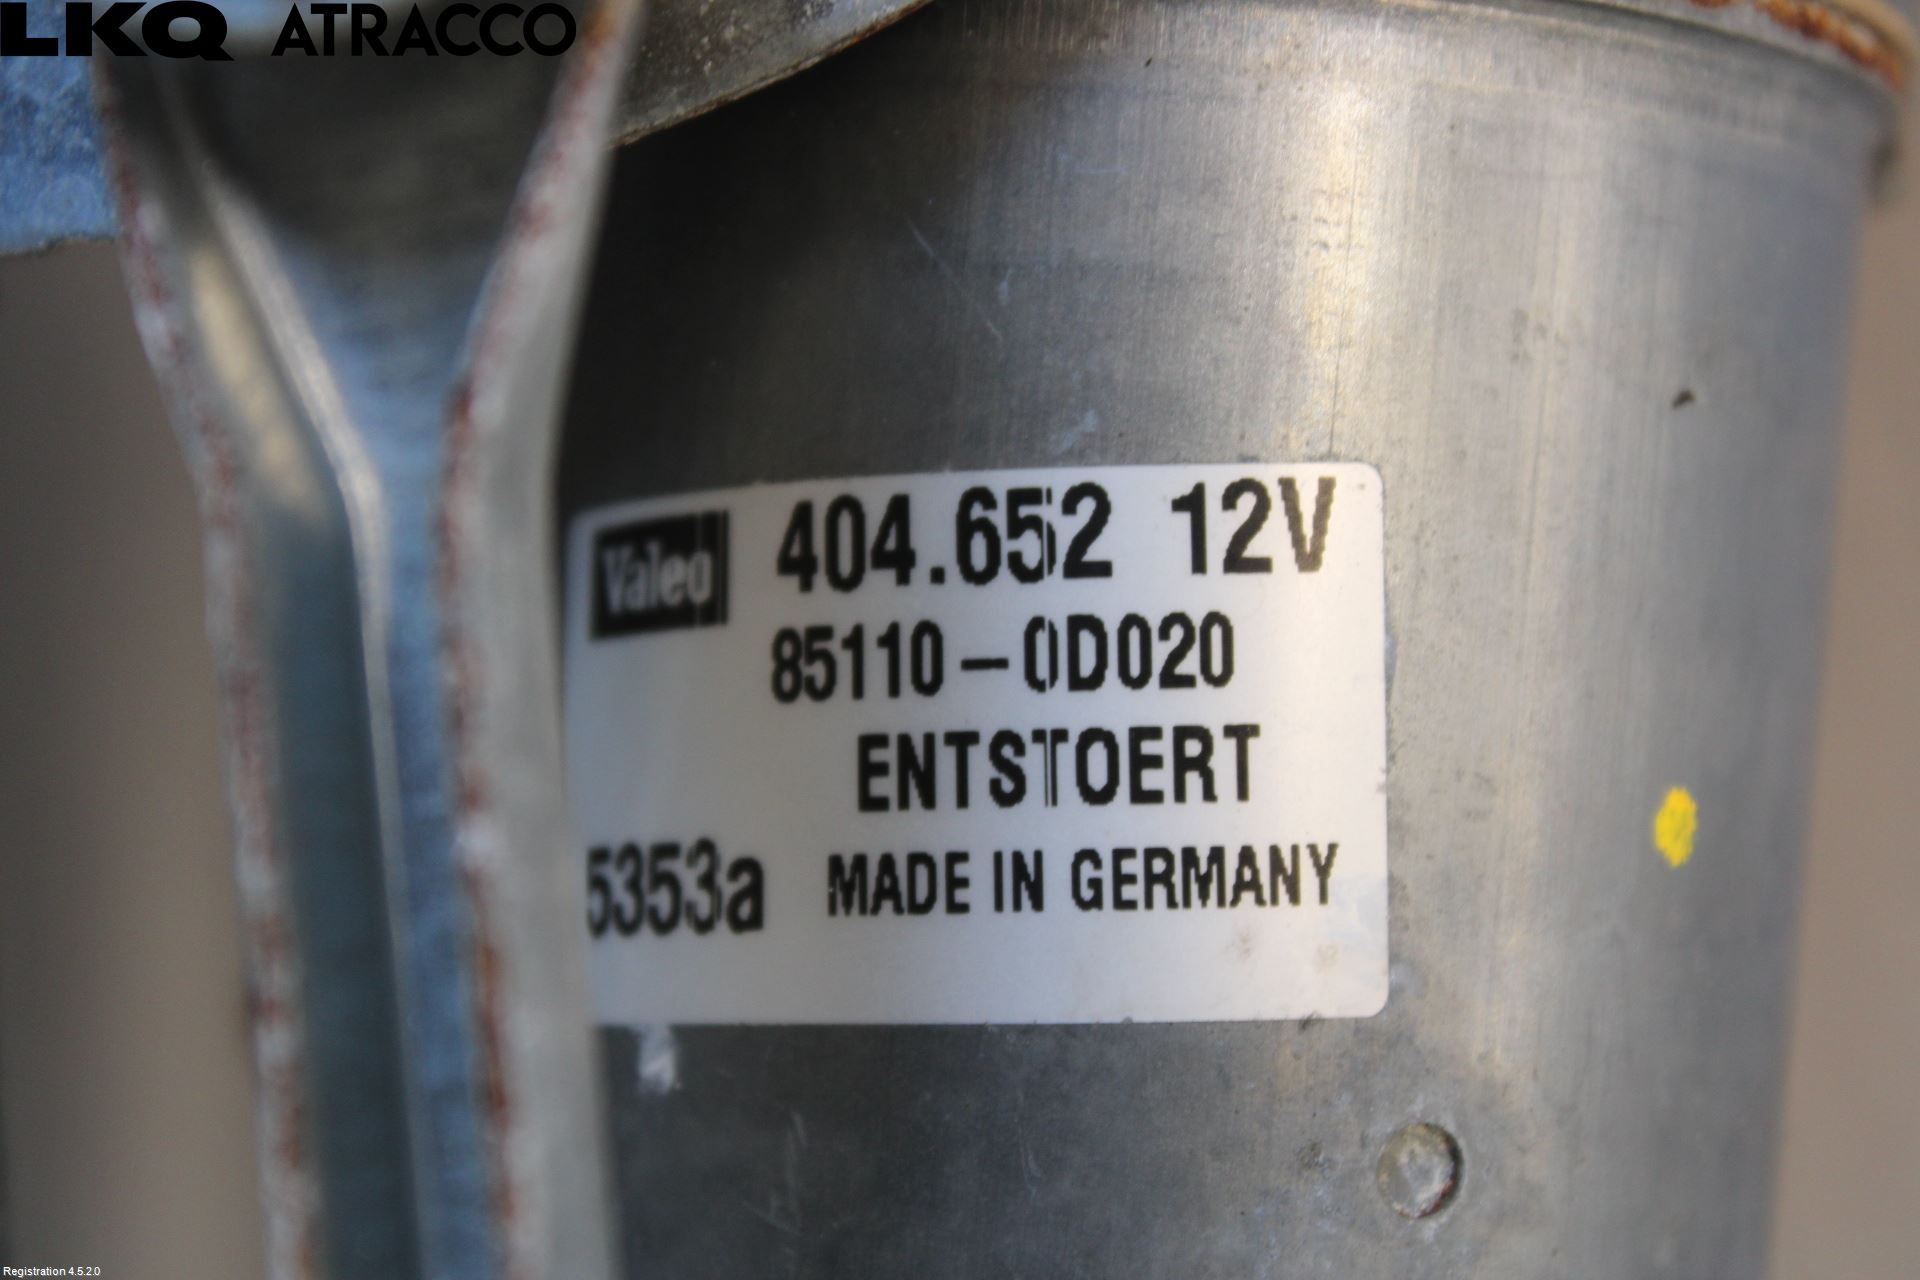 LKQ ATRACCO
Valeo 404.652 12V
85110-0D020
ENTSTOERT
5353a MADE IN GERMANY
Registration 4.5.2.0